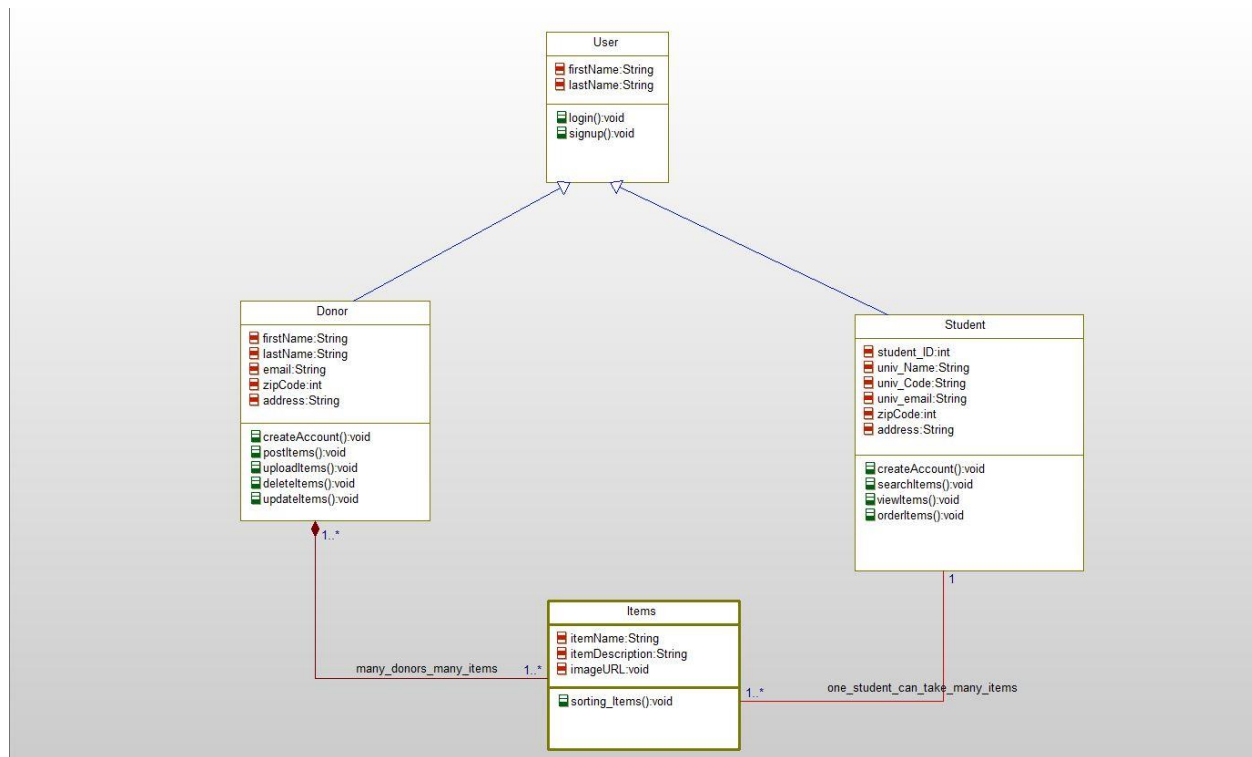 User
firstName:String
lastName:String
login():void
signup():void
Donor
firstName:String
lastName:String
email:String
zipCode:int
address:String
createAccount():void
postItems():void
uploadItems():void
deleteItems():void
updateItems():void
1..*
Student
student_ID:int
univ_Name:String
univ_Code:String
univ_email:String
zipCode:int
address:String
createAccount():void
searchItems():void
viewItems():void
orderItems():void
1
many_donors_many_items
1..*
Items
itemName:String
itemDescription:String
imageURL:void
sorting_Items():void
1..*
one_student_can_take_many_items